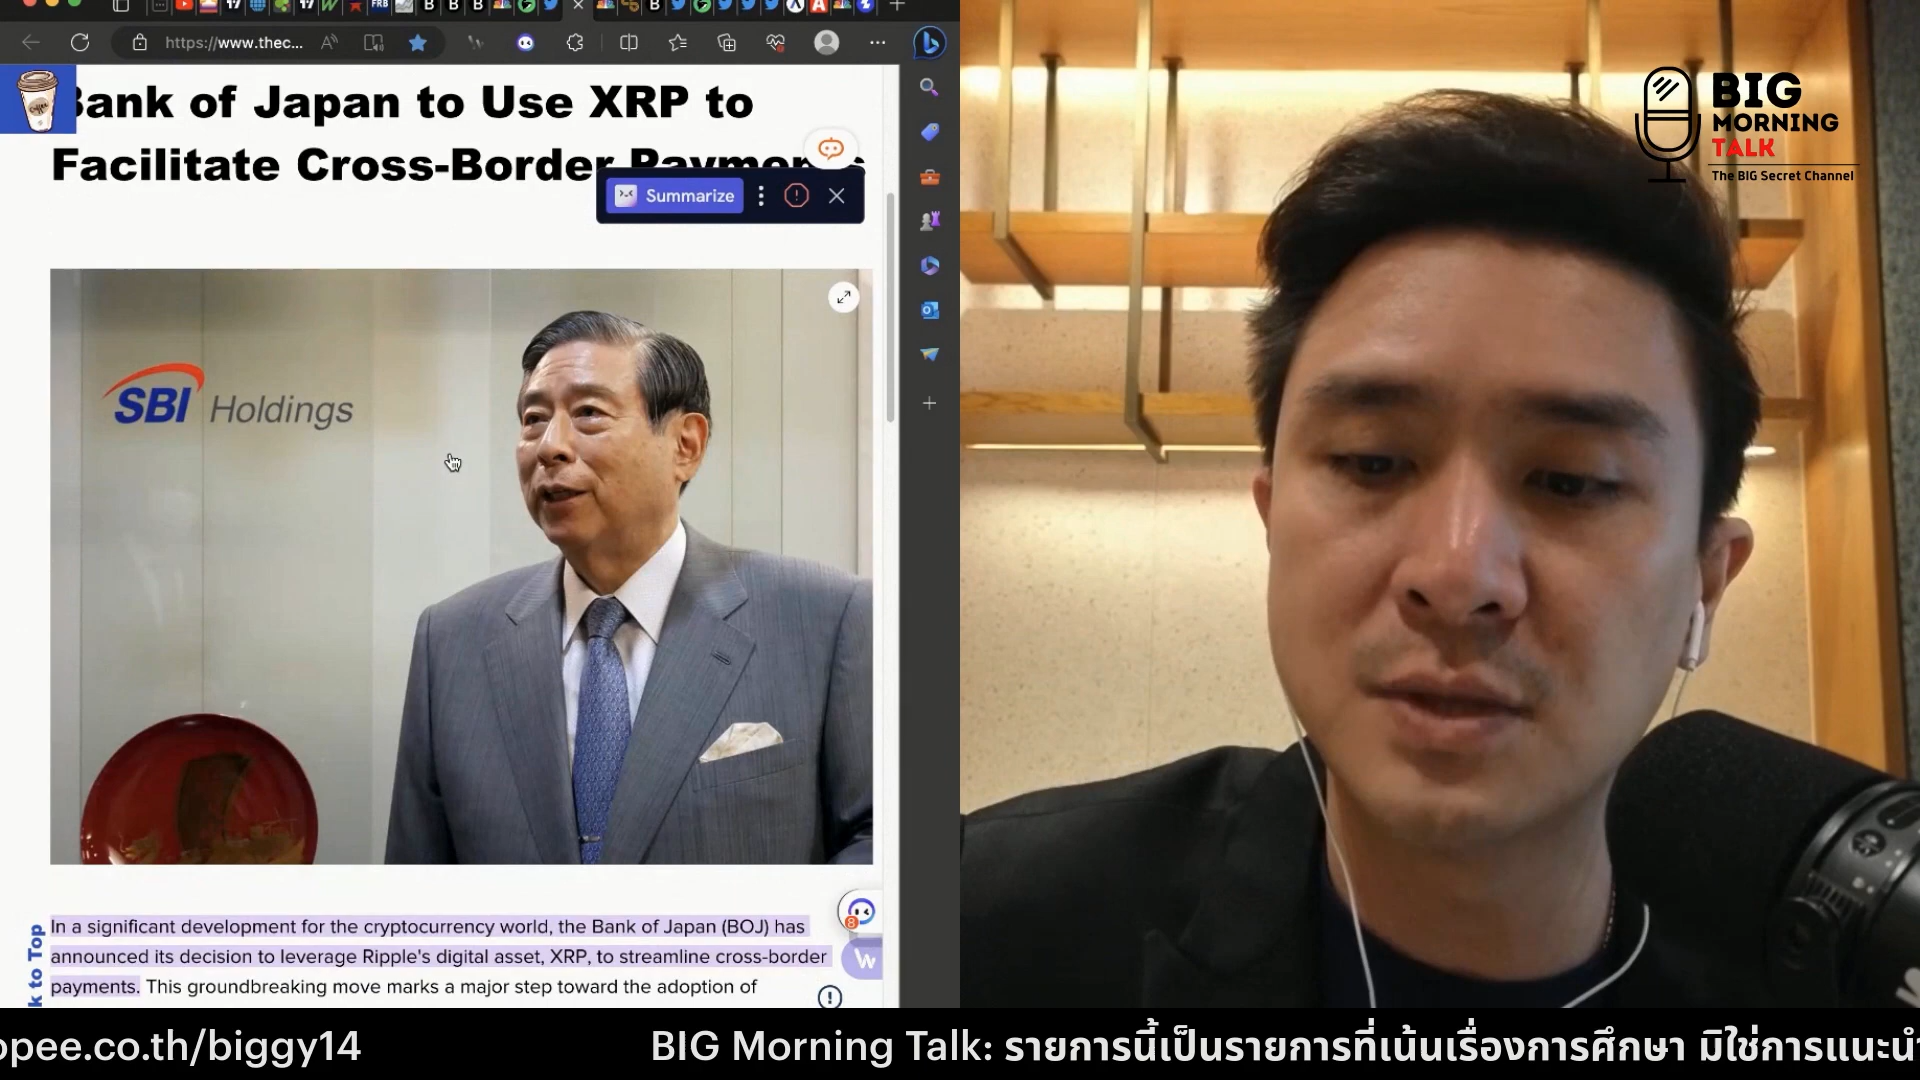 https://www.thec...
Bank of Japan to Use XRP to
Facilitate Cross-Border Payments
Summarize
SBI Holdings
In a significant development for the cryptocurrency world, the Bank of Japan (BOJ) has
announced its decision to leverage Ripple's digital asset, XRP, to streamline cross-border
payments. This groundbreaking move marks a major step toward the adoption of
k to Top
8
BIG
MORNING
TALK
The BIG Secret Channel
opee.co.th/biggy14
BIG Morning Talk: รายการนี้เป็นรายการที่เน้นเรื่องการศึกษา มิใช่การแนะนำ